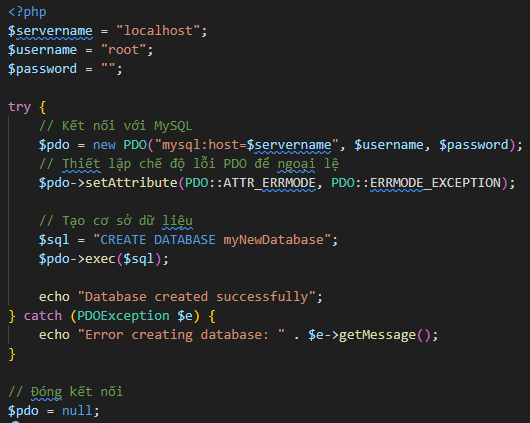 <?php
$servername = "localhost";
$username = "root";
$password = "";
try {
// Kết nối với MySQL
$pdo = new PDO("mysql:host=$servername", $username, $password);
// Thiết lập chế độ lỗi PDO để ngoại lệ
$pdo->setAttribute(PDO::ATTR_ERRMODE, PDO::ERRMODE_EXCEPTION);
// Tạo cơ sở dữ liệu
$sql = "CREATE DATABASE myNewDatabase";
$pdo->exec($sql);
echo "Database created successfully";
} catch (PDOException $e) {
echo "Error creating database: " . $e->getMessage();
}
// Đóng kết nối
$pdo = null;